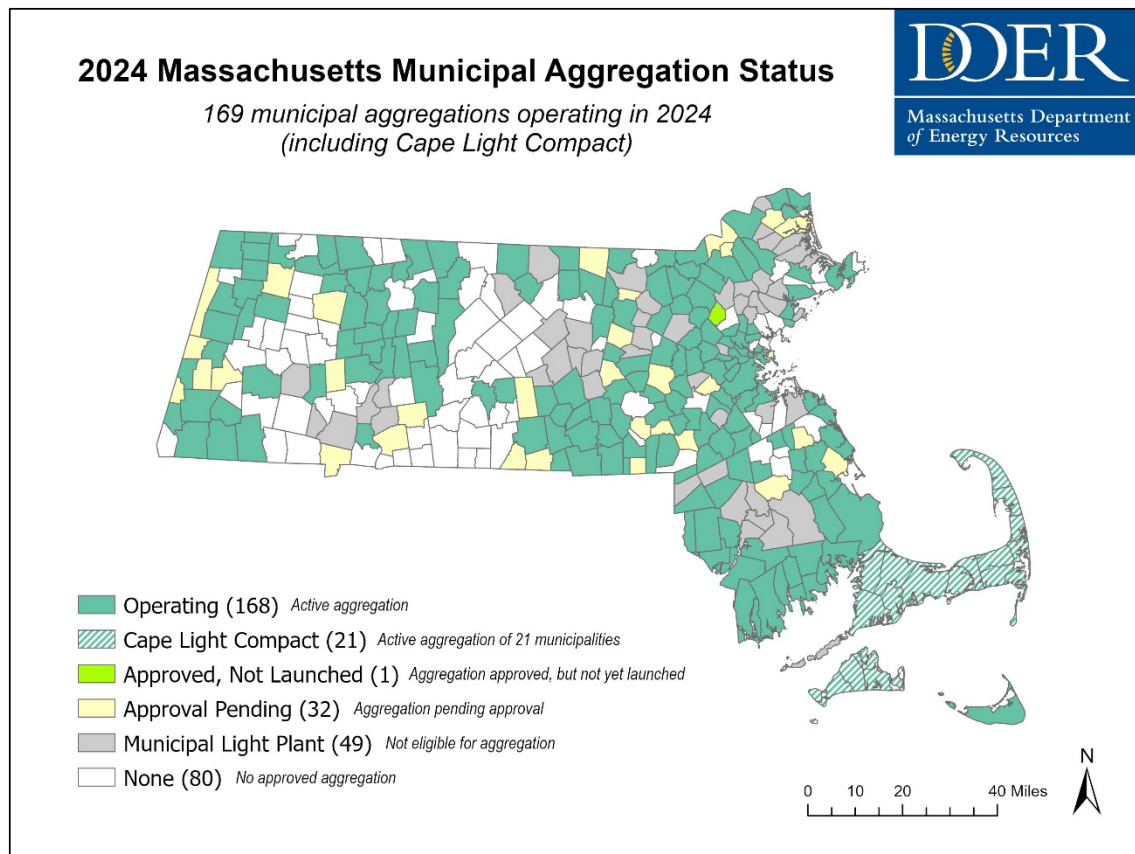 2024 Massachusetts Municipal Aggregation Status
169 municipal aggregations operating in 2024
(including Cape Light Compact)
DOER
Massachusetts Department
of Energy Resources
Operating (168) Active aggregation
Cape Light Compact (21) Active aggregation of 21 municipalities
Approved, Not Launched (1) Aggregation approved, but not yet launched
Approval Pending (32) Aggregation pending approval
Municipal Light Plant (49) Not eligible for aggregation
None (80) No approved aggregation
N
0 10 20 40 Miles